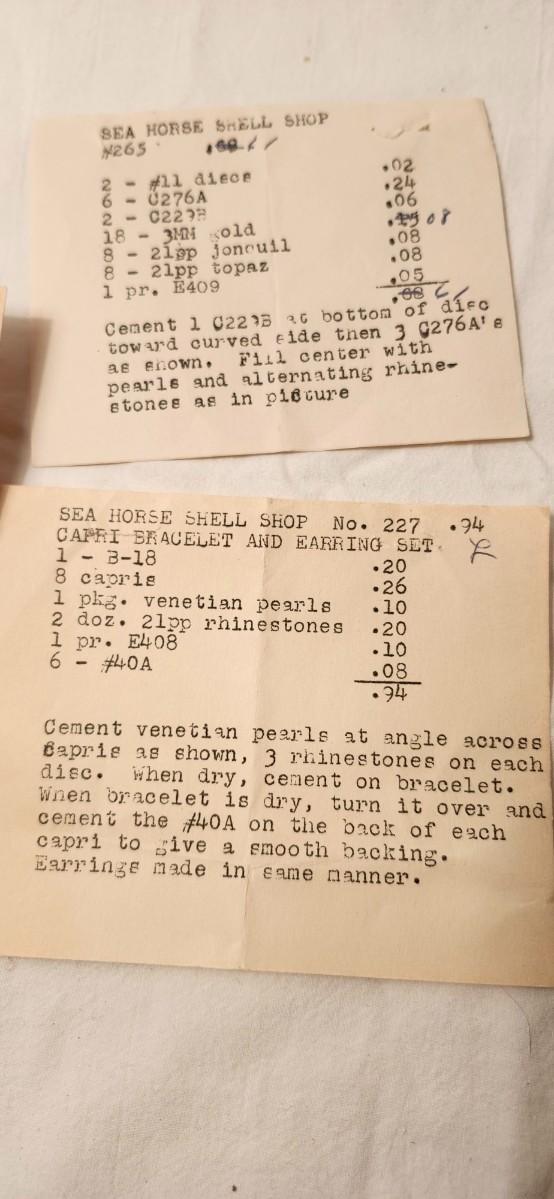 SEA HORSE SHELL SHOP
#265 .68 61
2 - #11 discs .02
6 - C276A .24
2 - C223B .06
18 - 3MM gold .15 08
8 - 21pp jonquil .08
8 - 21pp topaz .08
1 pr. E409 .05
.68 61
Cement 1 C223B at bottom of disc
toward curved side then 3 C276A's
as shown. Fill center with
pearls and alternating rhine-
stones as in picture
SEA HORSE SHELL SHOP No. 227 .94
CAPRI BRACELET AND EARRING SET.
1 - B-18 .20
8 capris .26
1 pkg. venetian pearls .10
2 doz. 21pp rhinestones .20
1 pr. E408 .10
6 - #40A .08
.94
Cement venetian pearls at angle across
capris as shown, 3 rhinestones on each
disc. When dry, cement on bracelet.
When bracelet is dry, turn it over and
cement the #40A on the back of each
capri to give a smooth backing.
Earrings made in same manner.